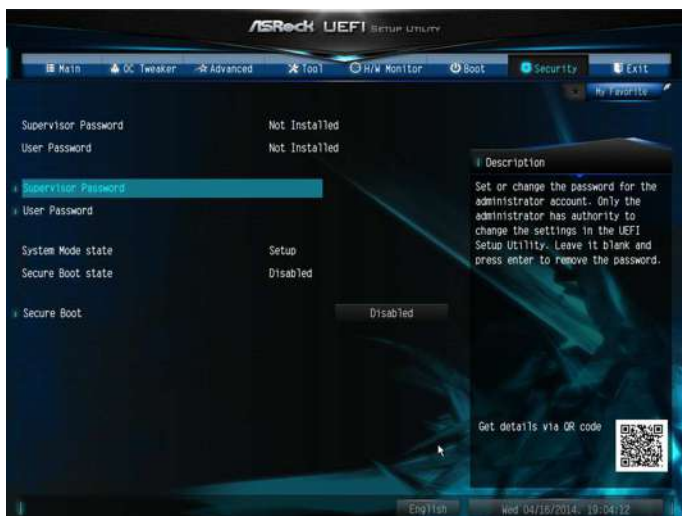 ASRock UEFI SETUP UTILITY
Main OC Tweaker Advanced Tool H/W Monitor Boot Security Exit
My Favorite
Supervisor Password Not Installed
User Password Not Installed
Supervisor Password
User Password
System Mode state Setup
Secure Boot state Disabled
Secure Boot Disabled
Description
Set or change the password for the
administrator account. Only the
administrator has authority to
change the settings in the UEFI
Setup Utility. Leave it blank and
press enter to remove the password.
Get details via QR code
English Wed 04/16/2014, 19:04:12